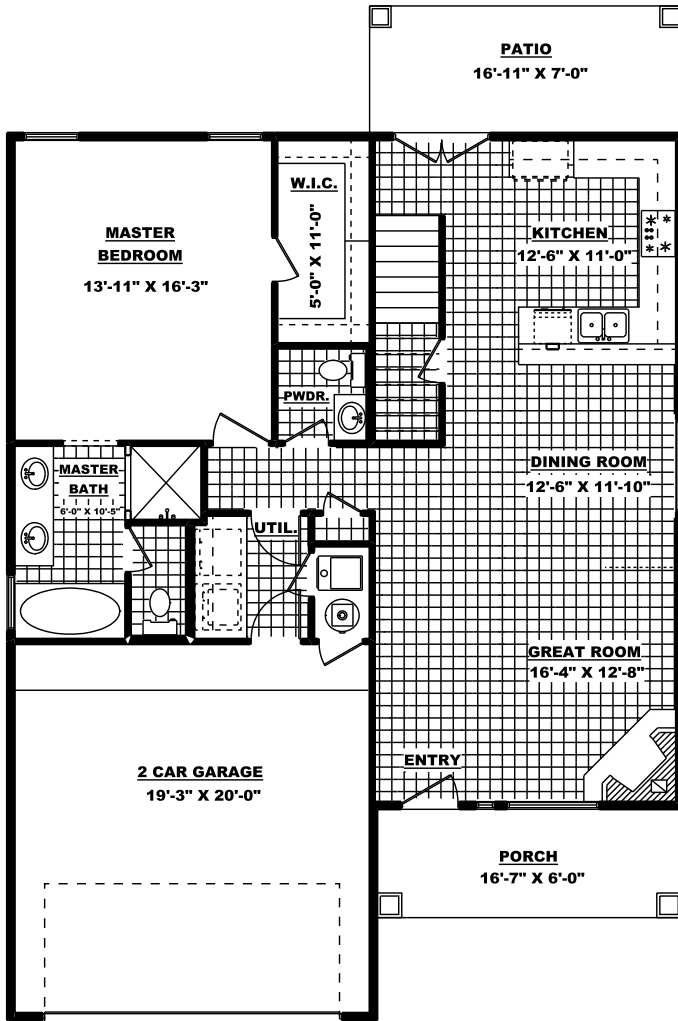 PATIO
16'-11" X 7'-0"
W.I.C.
5'-0" X 11'-0"
MASTER
BEDROOM
13'-11" X 16'-3"
KITCHEN
12'-6" X 11'-0"
PWDR.
MASTER
BATH
6'-0" X 10'-5"
DINING ROOM
12'-6" X 11'-10"
UTIL.
GREAT ROOM
16'-4" X 12'-8"
ENTRY
2 CAR GARAGE
19'-3" X 20'-0"
PORCH
16'-7" X 6'-0"